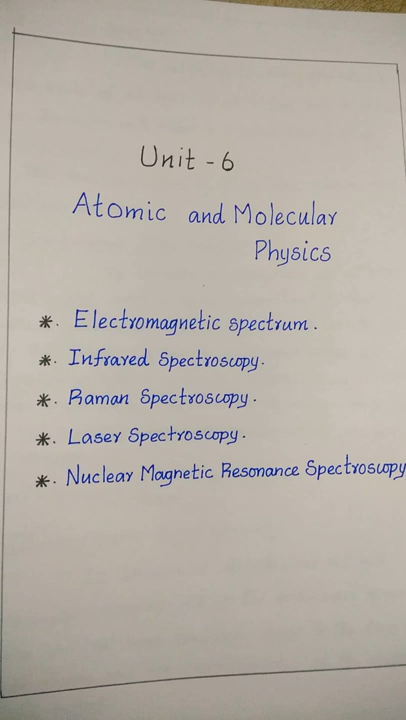 Unit - 6
Atomic and Molecular
Physics
*. Electromagnetic spectrum.
*. Infrared Spectroscopy.
*. Raman Spectroscopy.
*. Laser Spectroscopy.
*. Nuclear Magnetic Resonance Spectroscopy